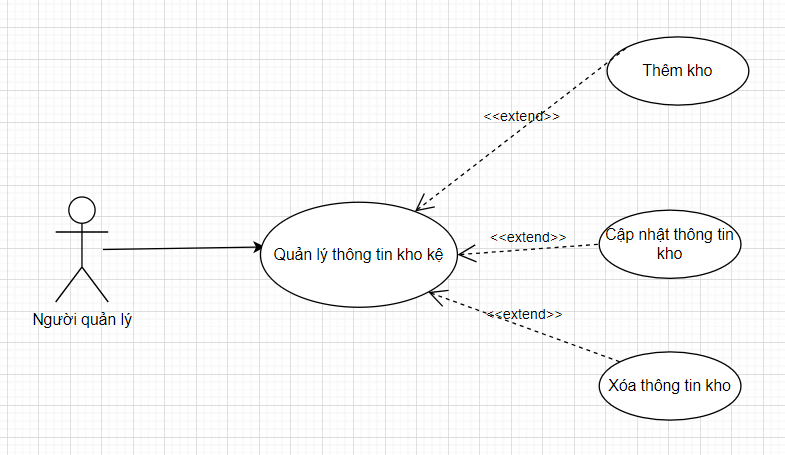 Thêm kho
<<extend>>
Cập nhật thông tin
kho
<<extend>>
Quản lý thông tin kho kệ
<<extend>>
Người quản lý
Xóa thông tin kho